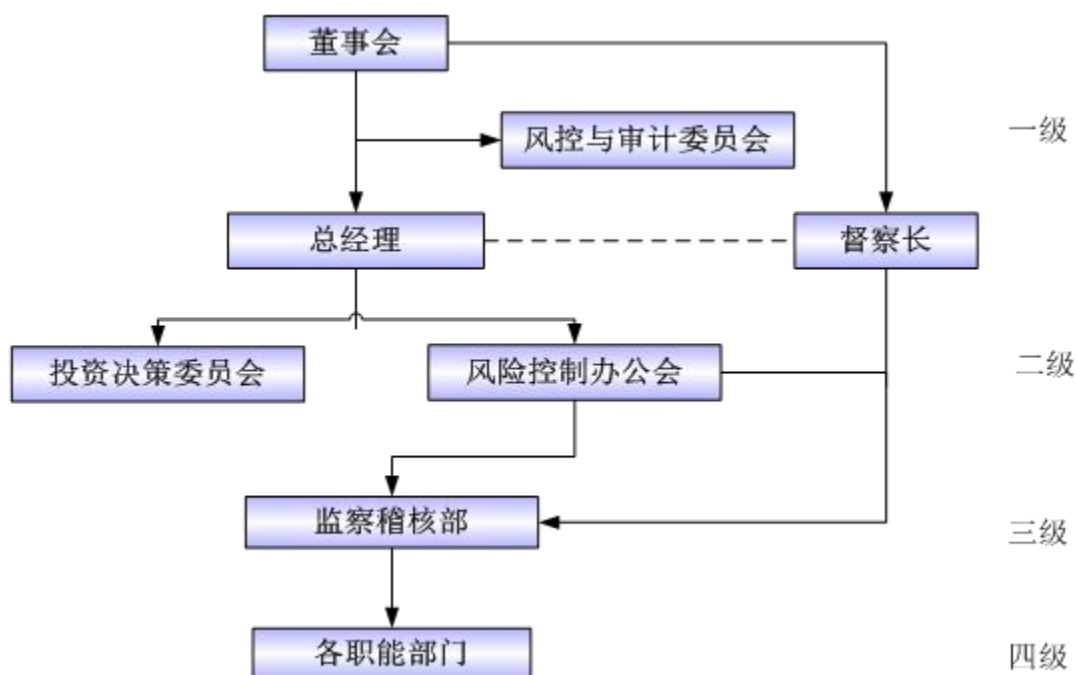 董事会
风控与审计委员会
一级
总经理
督察长
投资决策委员会
风险控制办公会
二级
监察稽核部
三级
各职能部门
四级